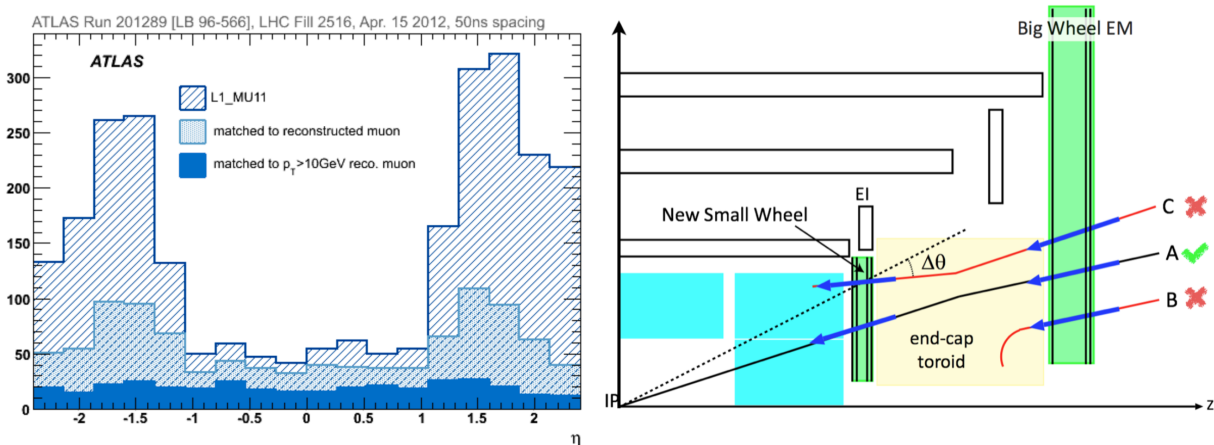 ATLAS Run 201289 [LB 96-566], LHC Fill 2516, Apr. 15 2012, 50ns spacing
ATLAS
L1_MU11
matched to reconstructed muon
matched to pT>10GeV reco. muon
300
250
200
150
100
50
0
-2 -1.5 -1 -0.5 0 0.5 1 1.5 2
η
Big Wheel EM
EI
New Small Wheel
Δθ
C
A
B
end-cap
toroid
IP
z